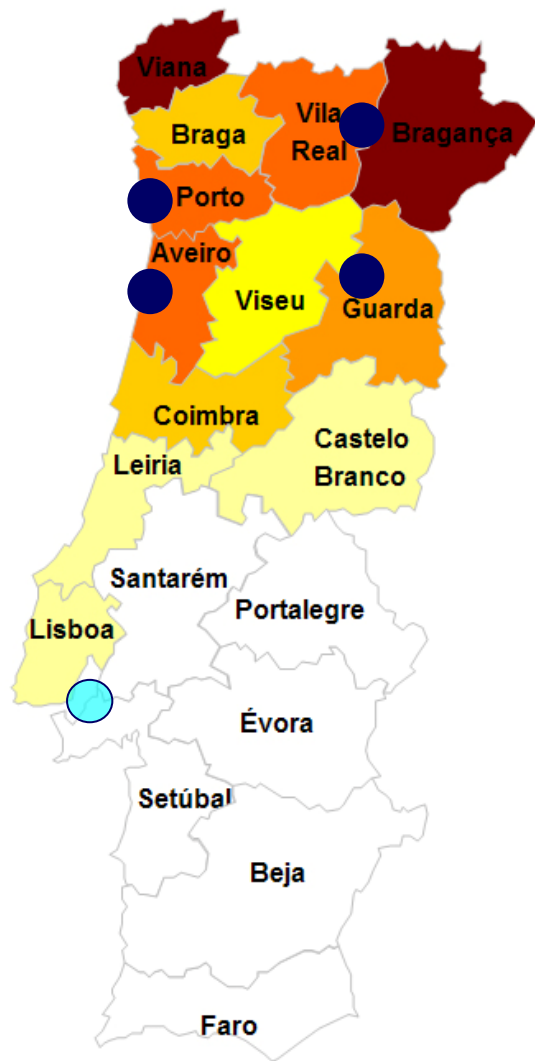 Viana
Braga
Vila
Real
Bragança
Porto
Aveiro
Viseu
Guarda
Coimbra
Castelo
Branco
Leiria
Santarém
Portalegre
Lisboa
Évora
Setúbal
Beja
Faro